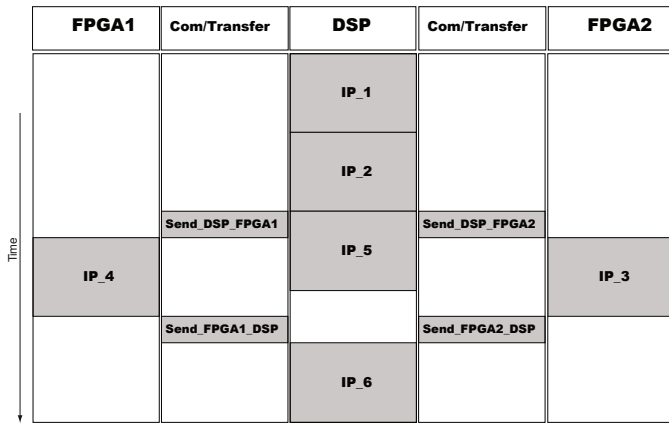 FPGA1 Com/Transfer DSP Com/Transfer FPGA2
IP_1
IP_2
Send_DSP_FPGA1 Send_DSP_FPGA2
IP_5
Time
IP_4 IP_3
Send_FPGA1_DSP Send_FPGA2_DSP
IP_6